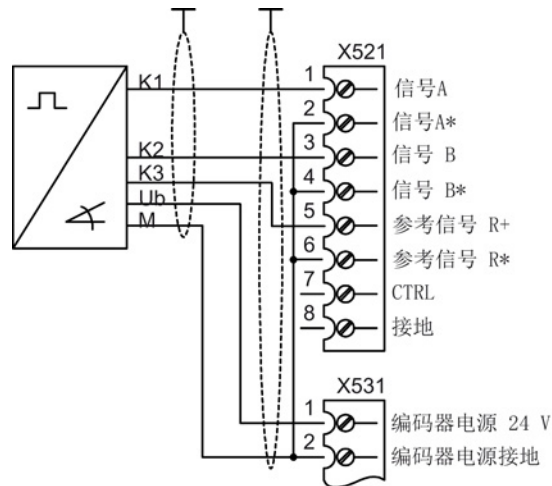 X521
K1
1
信号A
2
信号A*
K2
3
信号 B
K3
4
信号 B*
Ub
5
参考信号 R+
M
6
参考信号 R*
7
CTRL
8
接地
X531
1
编码器电源 24 V
2
编码器电源接地